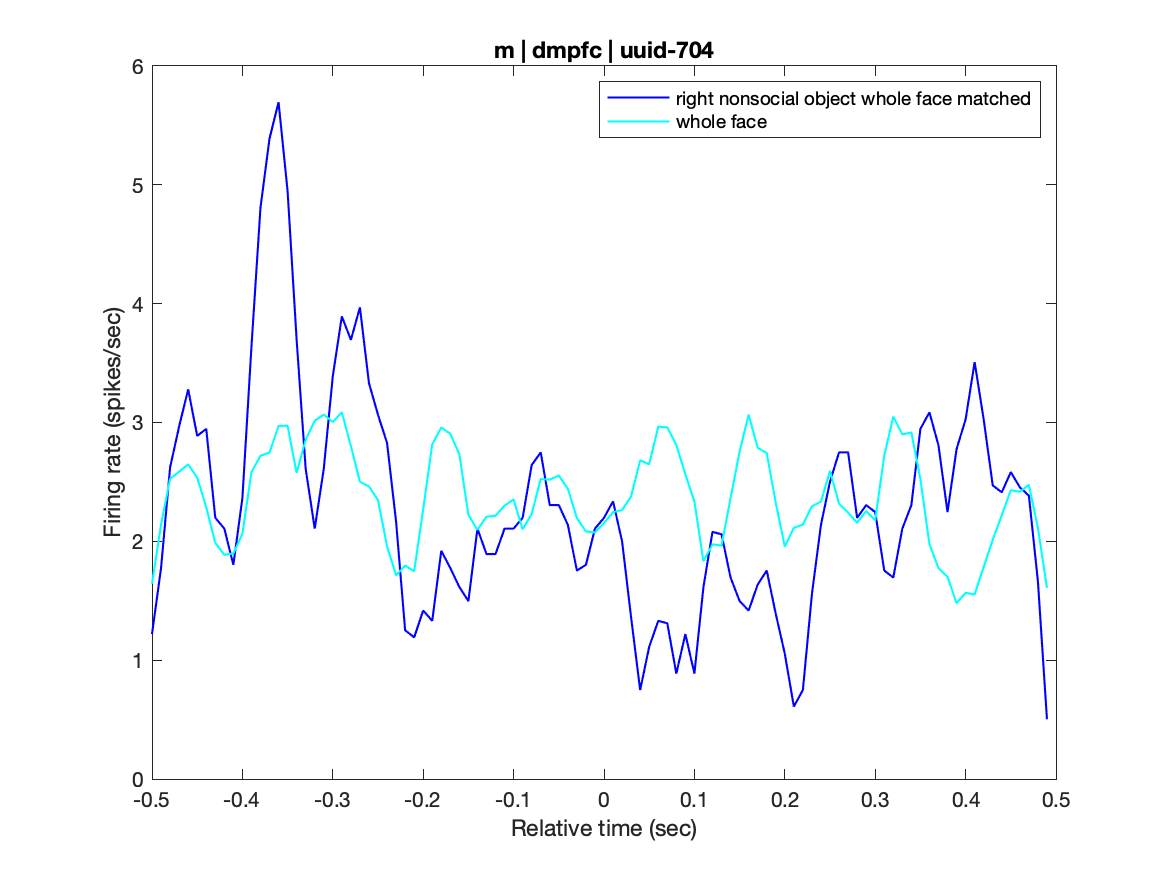 m | dmpfc | uuid-704
right nonsocial object whole face matched
whole face
6
5
4
3
2
1
0
Firing rate (spikes/sec)
-0.5 -0.4 -0.3 -0.2 -0.1 0 0.1 0.2 0.3 0.4 0.5
Relative time (sec)